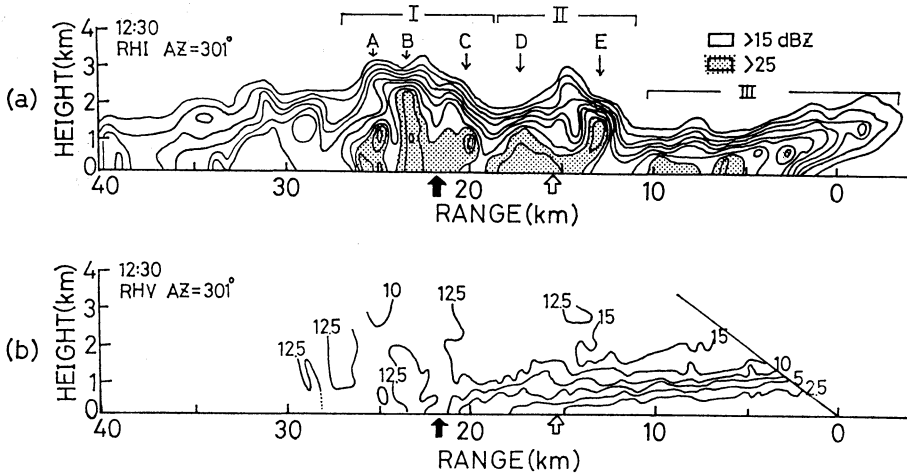 I II
(a) 12:30
RHI AZ=301°
A B C D E
>15 dBZ
>25
III
HEIGHT(km)
4
3
2
1
0
40 30 20 10 0
RANGE(km)
(b) 12:30
RHV AZ=301°
HEIGHT(km)
4
3
2
1
0
10 12.5 12.5 15
12.5 12.5 12.5
15
10
5
2.5
40 30 20 10 0
RANGE(km)